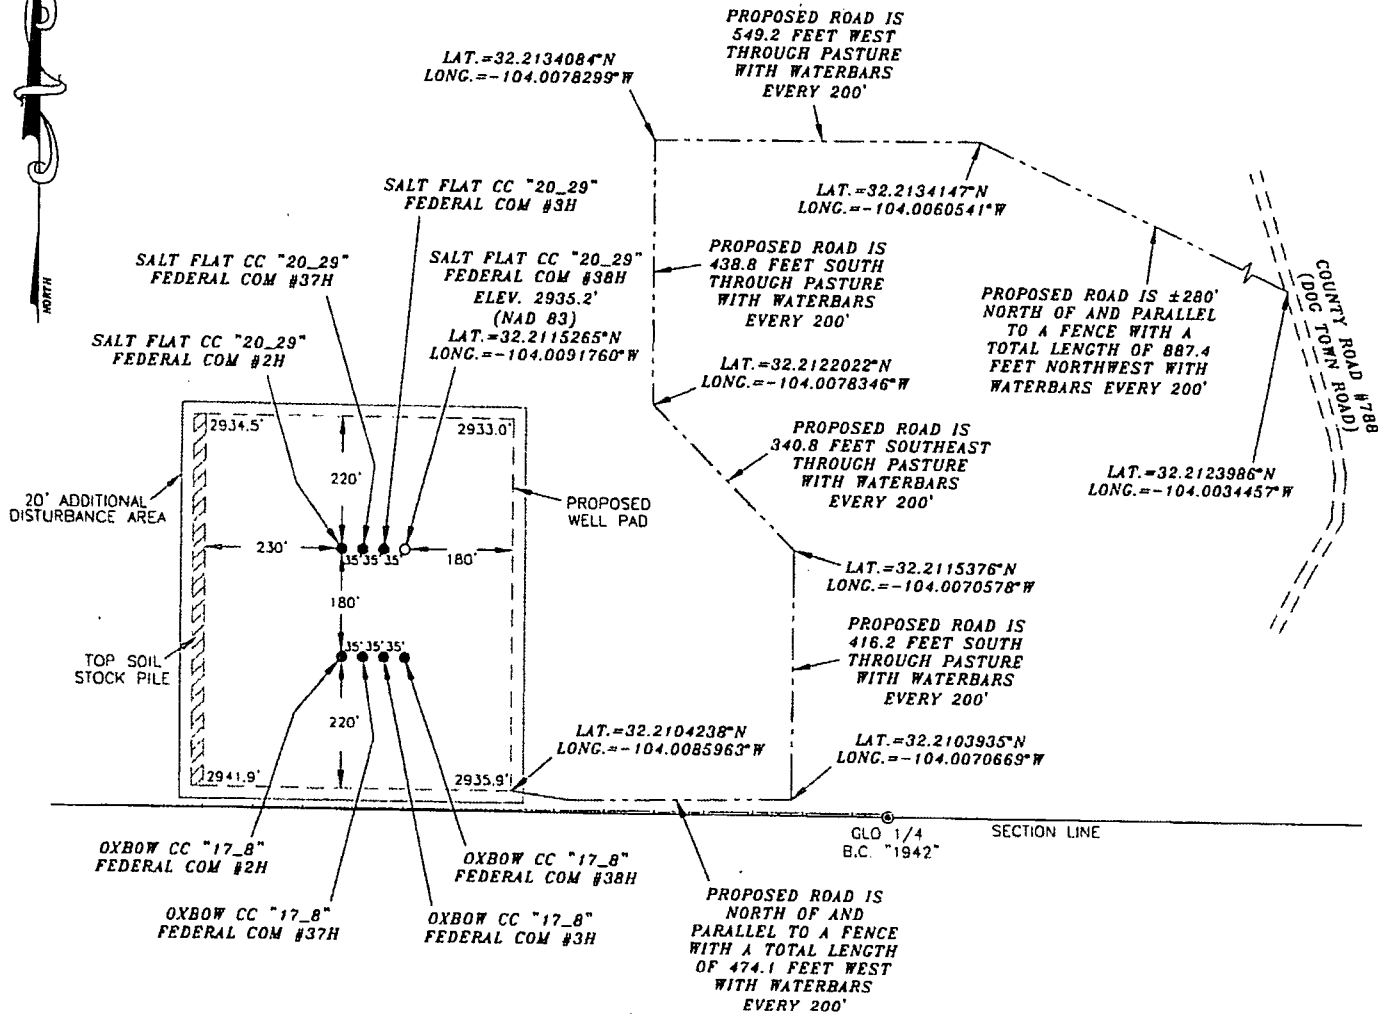 PROPOSED ROAD IS
549.2 FEET WEST
THROUGH PASTURE
WITH WATERBARS
EVERY 200'
LAT.=32.2134084°N
LONG.=-104.0078299°W
NORTH
SALT FLAT CC "20_29"
FEDERAL COM #3H
LAT.=32.2134147°N
LONG.=-104.0060541°W
SALT FLAT CC "20_29"
FEDERAL COM #37H
SALT FLAT CC "20_29"
FEDERAL COM #38H
ELEV. 2935.2'
(NAD 83)
LAT.=32.2115265°N
LONG.=-104.0091760°W
PROPOSED ROAD IS
438.8 FEET SOUTH
THROUGH PASTURE
WITH WATERBARS
EVERY 200'
PROPOSED ROAD IS ±280'
NORTH OF AND PARALLEL
TO A FENCE WITH A
TOTAL LENGTH OF 887.4
FEET NORTHWEST WITH
WATERBARS EVERY 200'
COUNTY ROAD #788
(DOG TOWN ROAD)
SALT FLAT CC "20_29"
FEDERAL COM #2H
LAT.=32.2122022°N
LONG.=-104.0078346°W
2934.5'
2933.0'
PROPOSED ROAD IS
340.8 FEET SOUTHEAST
THROUGH PASTURE
WITH WATERBARS
EVERY 200'
LAT.=32.2123986°N
LONG.=-104.0034457°W
220'
20' ADDITIONAL
DISTURBANCE AREA
PROPOSED
WELL PAD
230'
35' 35' 35'
180'
LAT.=32.2115376°N
LONG.=-104.0070578°W
180'
PROPOSED ROAD IS
416.2 FEET SOUTH
THROUGH PASTURE
WITH WATERBARS
EVERY 200'
35' 35' 35'
TOP SOIL
STOCK PILE
220'
LAT.=32.2104238°N
LONG.=-104.0085963°W
LAT.=32.2103935°N
LONG.=-104.0070669°W
2941.9'
2935.9'
GLO 1/4
B.C. "1942"
SECTION LINE
OXBOW CC "17_8"
FEDERAL COM #2H
OXBOW CC "17_8"
FEDERAL COM #38H
OXBOW CC "17_8"
FEDERAL COM #37H
OXBOW CC "17_8"
FEDERAL COM #3H
PROPOSED ROAD IS
NORTH OF AND
PARALLEL TO A FENCE
WITH A TOTAL LENGTH
OF 474.1 FEET WEST
WITH WATERBARS
EVERY 200'